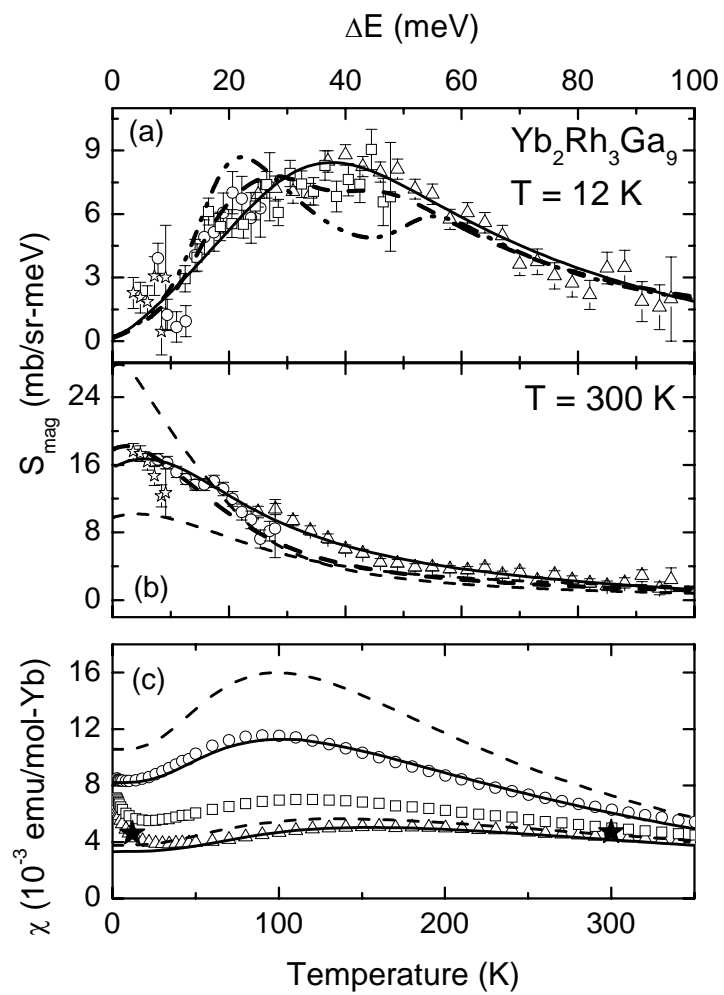 ΔE (meV)
0 20 40 60 80 100
(a)
Yb₂Rh₃Ga₉
T = 12 K
9
6
3
0
S_mag (mb/sr-meV)
T = 300 K
24
16
8
0
(b)
(c)
16
12
8
4
0
χ (10⁻³ emu/mol-Yb)
0 100 200 300
Temperature (K)